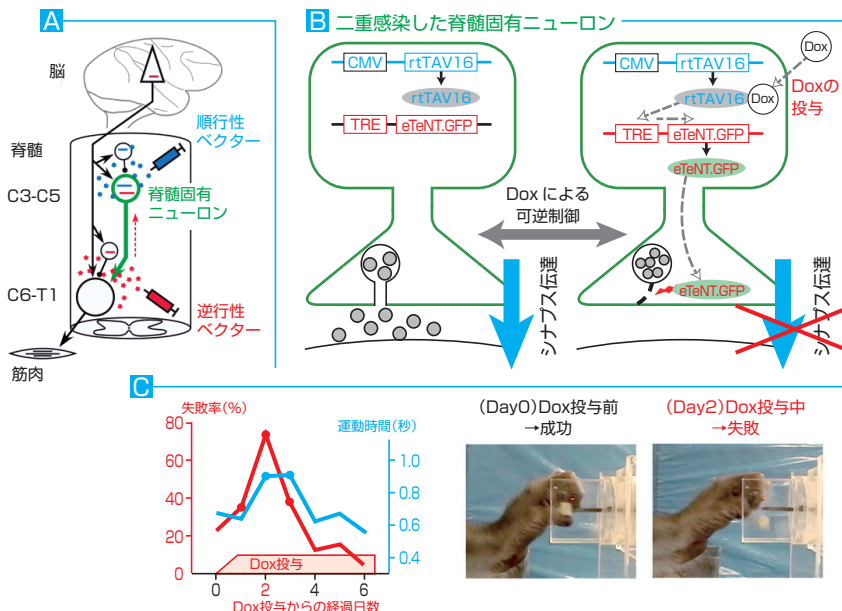 A
脳
脊髄
C3-C5
C6-T1
筋肉
順行性
ベクター
脊髄固有
ニューロン
逆行性
ベクター
B 二重感染した脊髄固有ニューロン
CMV rtTAV16
rtTAV16
TRE eTeNT.GFP
シナプス伝達
Dox による
可逆制御
CMV rtTAV16
Dox
Doxの
投与
rtTAV16 Dox
TRE eTeNT.GFP
eTeNT.GFP
eTeNT.GFP
シナプス伝達
C
失敗率(%)
80
60
40
20
0
運動時間(秒)
1.0
0.8
0.6
0.4
Dox投与
0 2 4 6
Dox投与からの経過日数
(Day0)Dox投与前
→成功
(Day2)Dox投与中
→失敗